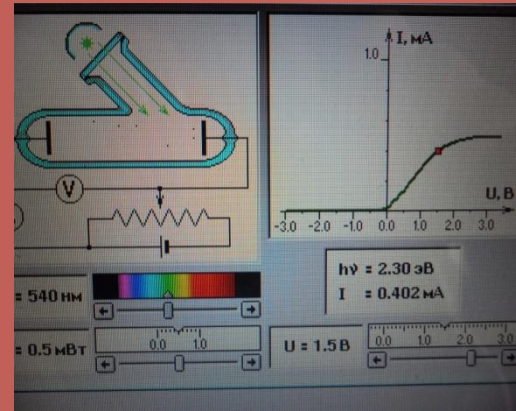 V
= 540 нм
0.0 1.0
= 0.5 мВт
I, мА
1.0
U, В
-3.0 -2.0 -1.0 0.0 1.0 2.0 3.0
hν = 2.30 эВ
I = 0.402 мА
0.0 1.0 2.0 3.0
U = 1.5 В